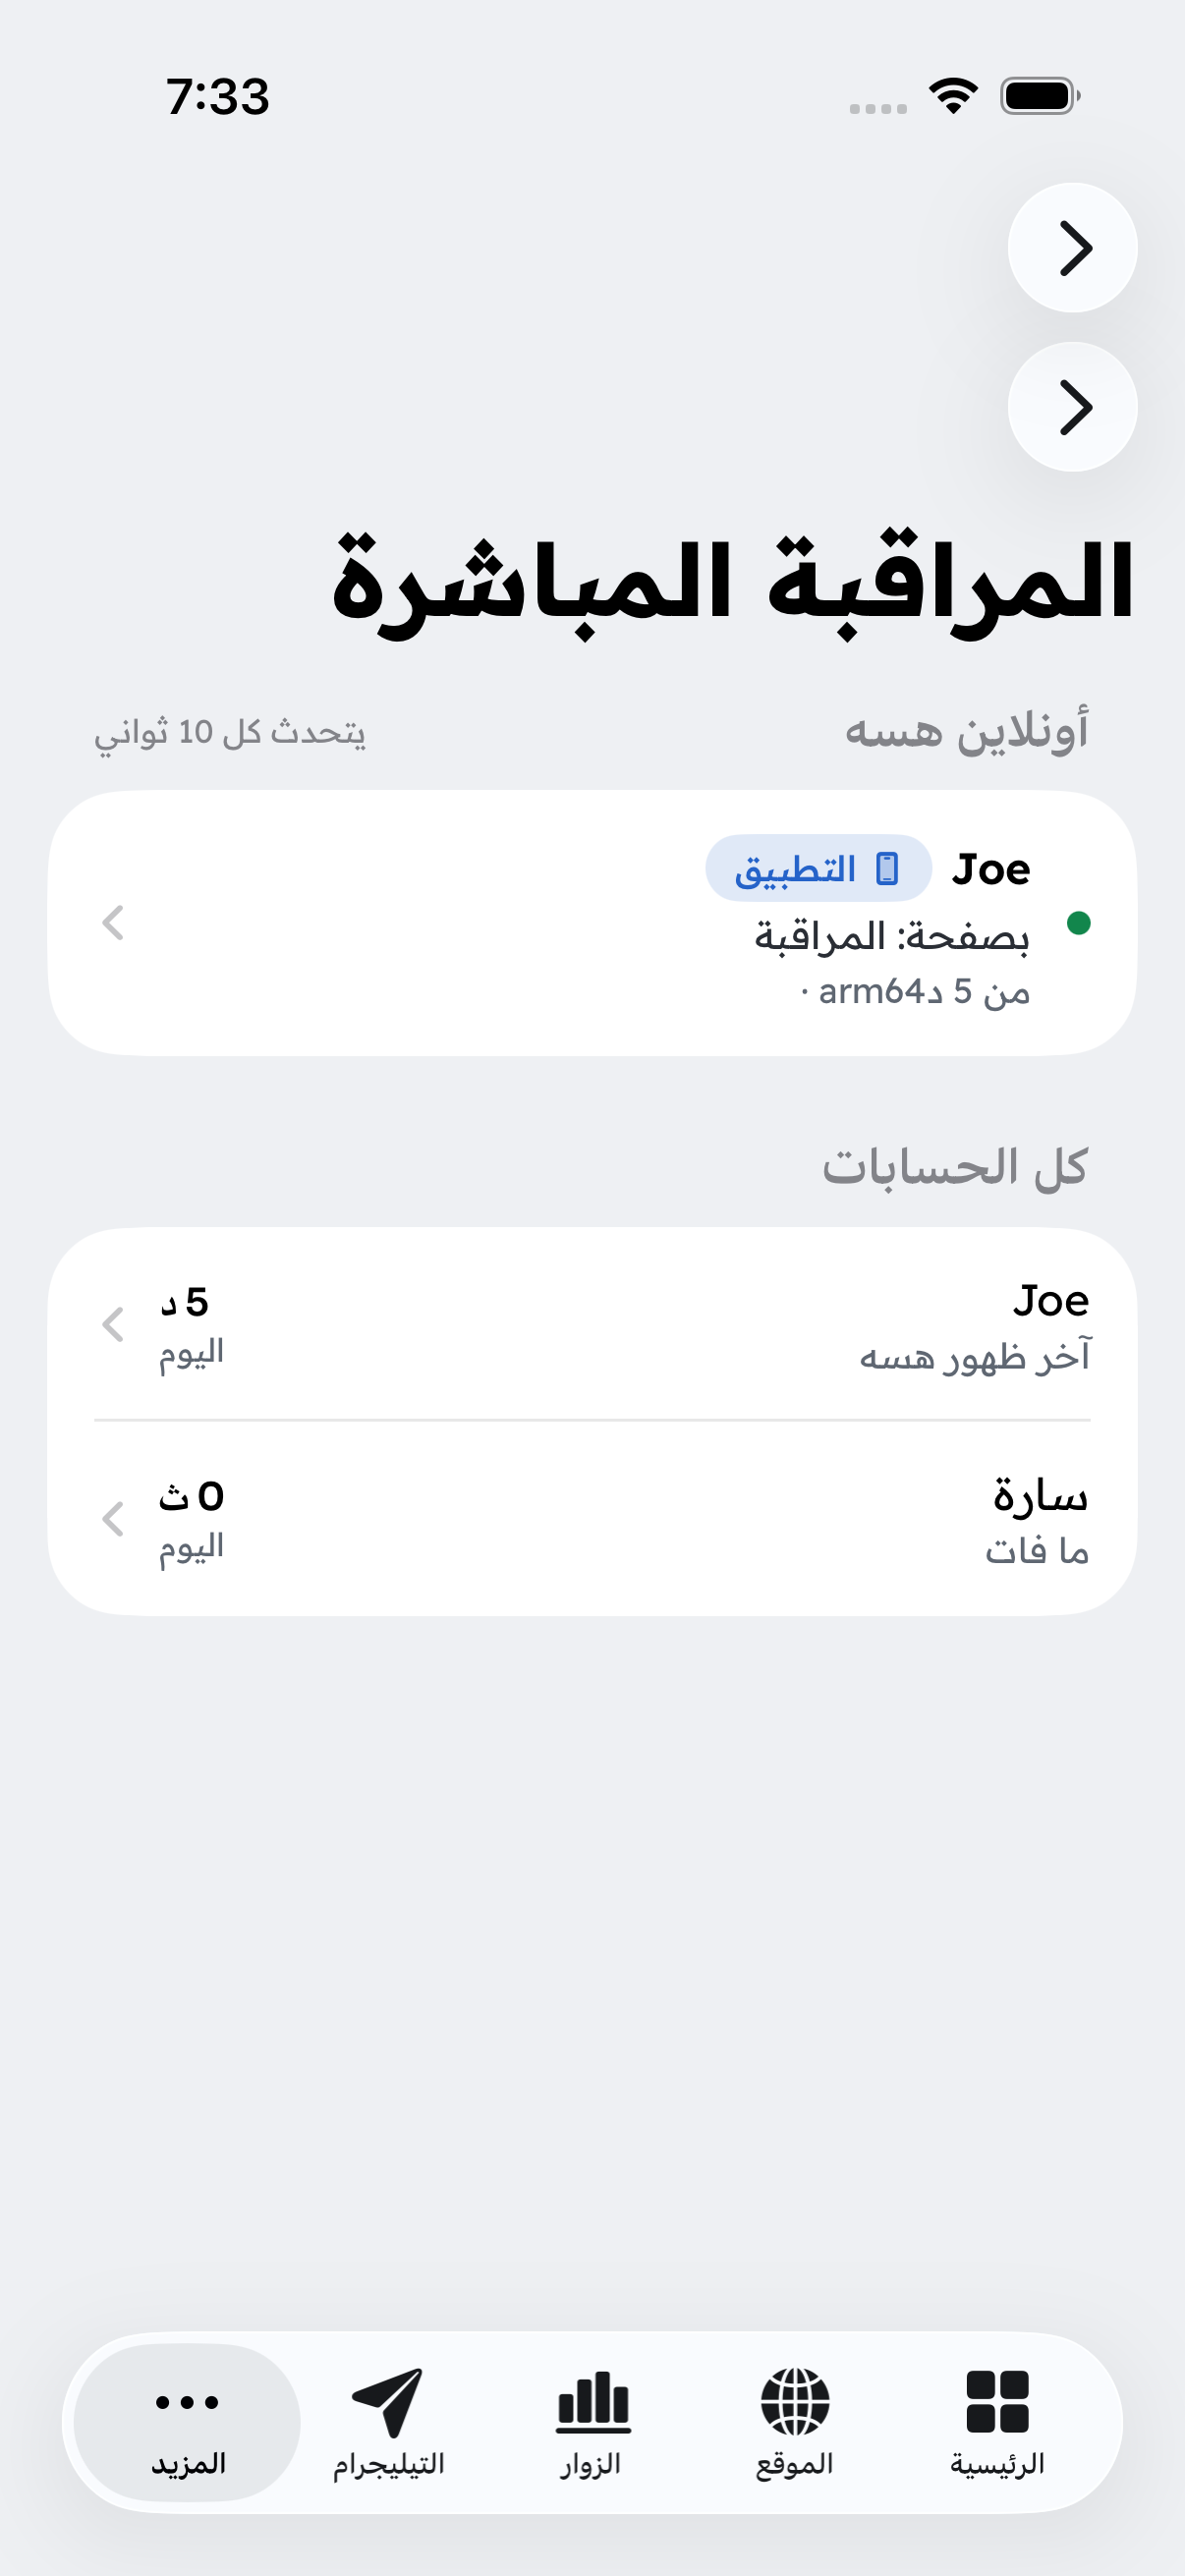 7:33
المراقبة المباشرة
أونلاين هسه
يتحدث كل 10 ثواني
Joe التطبيق
بصفحة: المراقبة
من 5 دarm64 ·
كل الحسابات
Joe
آخر ظهور هسه
5 د
اليوم
سارة
ما فات
0 ث
اليوم
الرئيسية
الموقع
الزوار
التيليجرام
المزيد